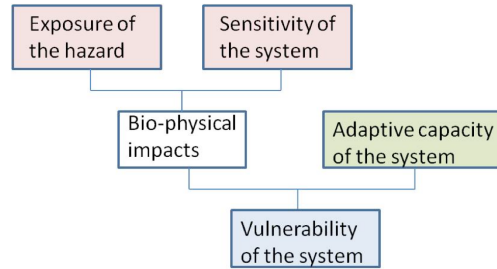 Exposure of
the hazard
Sensitivity of
the system
Bio-physical
impacts
Adaptive capacity
of the system
Vulnerability
of the system